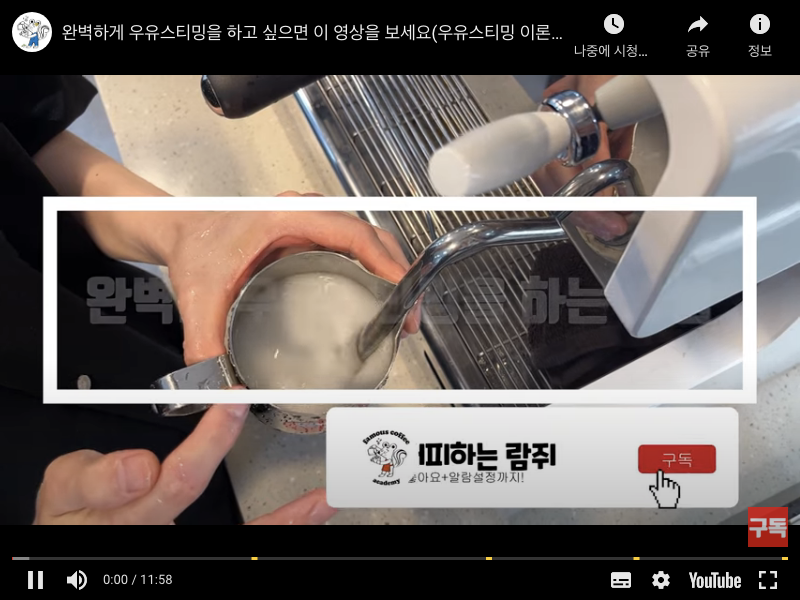 완벽하게 우유스티밍을 하고 싶으면 이 영상을 보세요(우유스티밍 이론...
나중에 시청...
공유
정보
하는
famous coffee
academy
피하는 람쥐
아요+알람설정까지!
구독
구독
0:00 / 11:58
YouTube